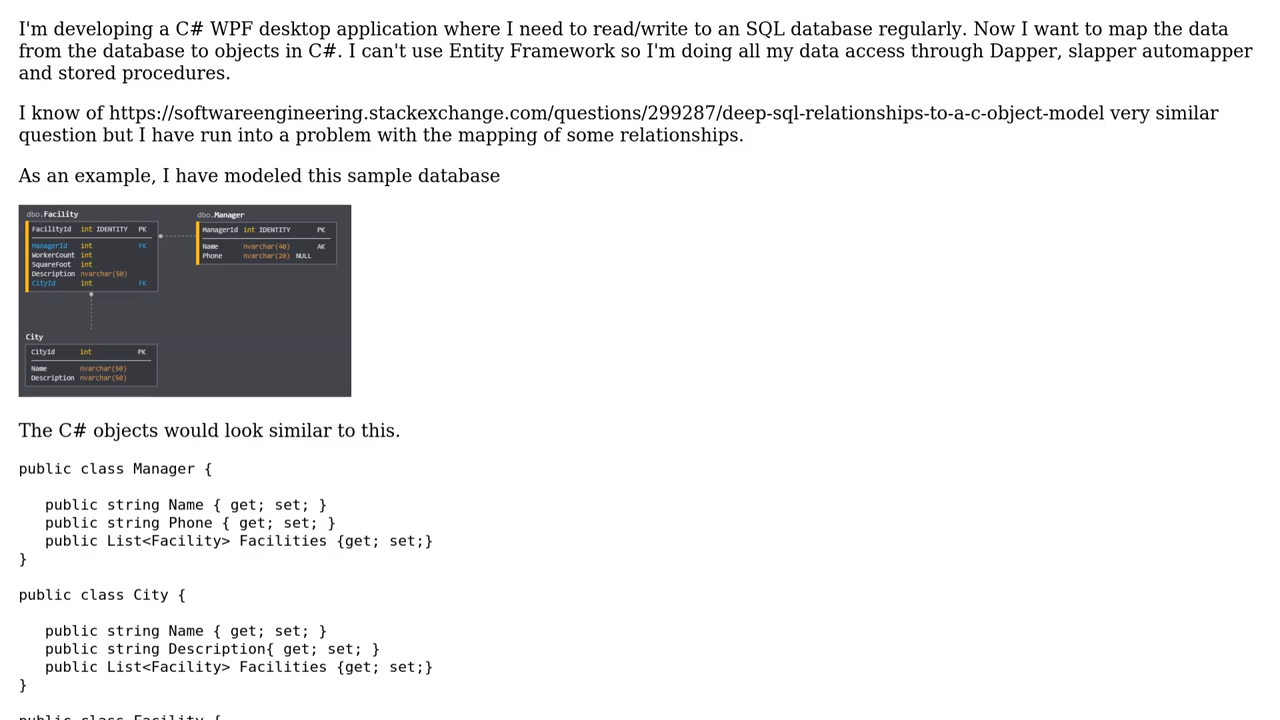 I'm developing a C# WPF desktop application where I need to read/write to an SQL database regularly. Now I want to map the data
from the database to objects in C#. I can't use Entity Framework so I'm doing all my data access through Dapper, slapper automapper
and stored procedures.
I know of https://softwareengineering.stackexchange.com/questions/299287/deep-sql-relationships-to-a-c-object-model very similar
question but I have run into a problem with the mapping of some relationships.
As an example, I have modeled this sample database
dbo.Facility
FacilityId int IDENTITY PK
ManagerId int FK
WorkerCount int
SquareFoot int
Description nvarchar(50)
CityId int FK
dbo.Manager
ManagerId int IDENTITY PK
Name nvarchar(40) AK
Phone nvarchar(20) NULL
City
CityId int PK
Name nvarchar(50)
Description nvarchar(50)
The C# objects would look similar to this.
public class Manager {
public string Name { get; set; }
public string Phone { get; set; }
public List<Facility> Facilities {get; set;}
}
public class City {
public string Name { get; set; }
public string Description{ get; set; }
public List<Facility> Facilities {get; set;}
}
public class Facility {